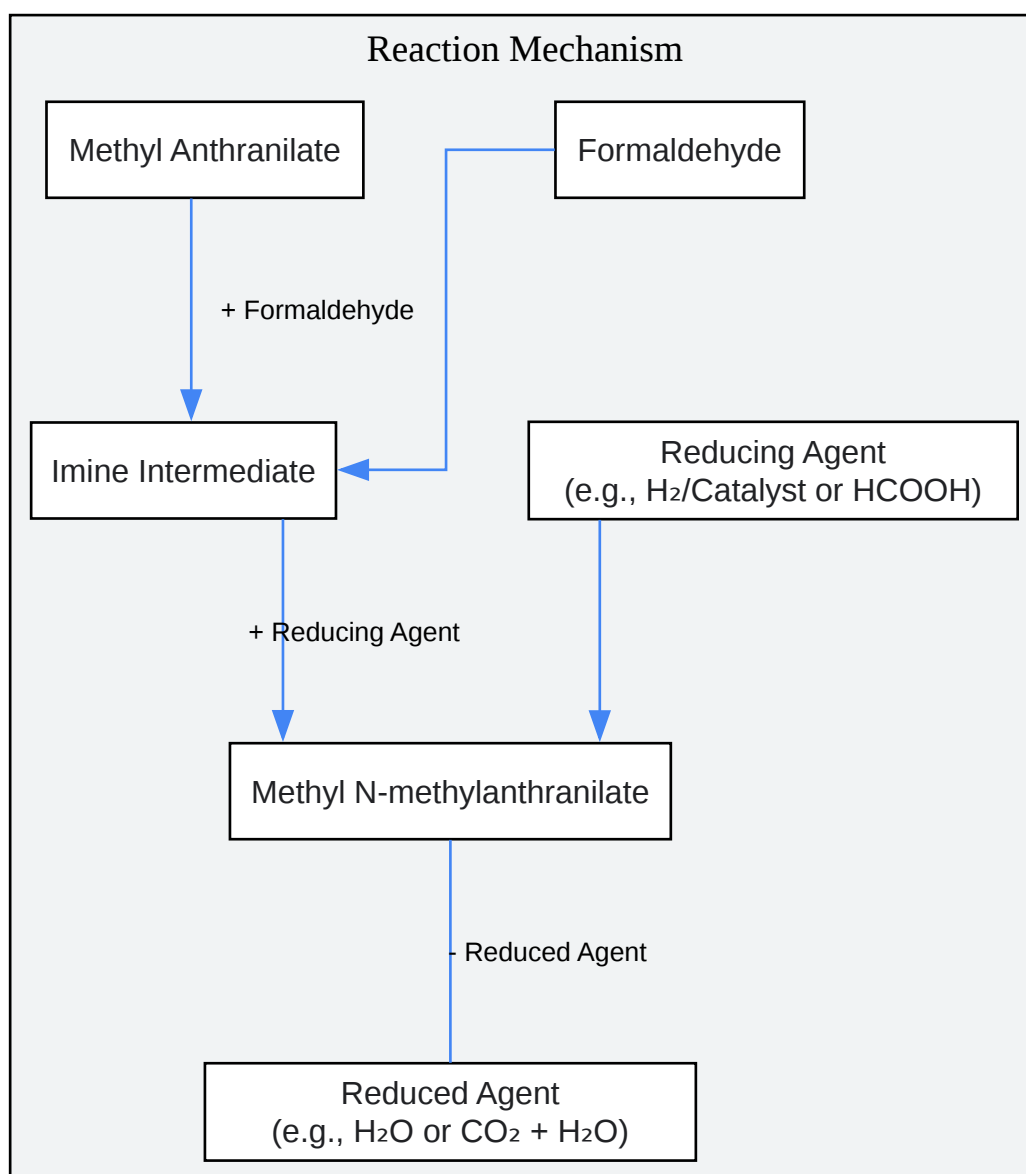 Reaction Mechanism
Methyl Anthranilate
Formaldehyde
+ Formaldehyde
Imine Intermediate
Reducing Agent
(e.g., H₂/Catalyst or HCOOH)
+ Reducing Agent
Methyl N-methylanthranilate
- Reduced Agent
Reduced Agent
(e.g., H₂O or CO₂ + H₂O)